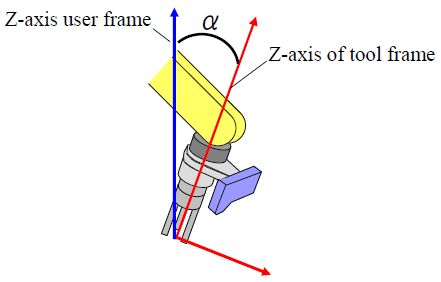 Z-axis user frame
α
Z-axis of tool frame